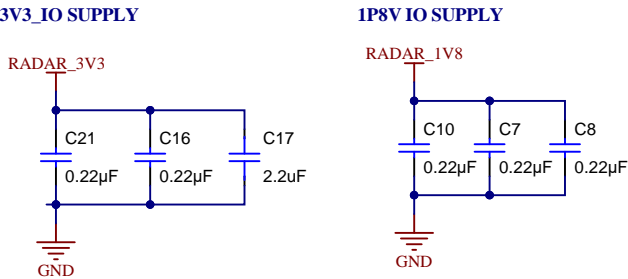 3V3_IO SUPPLY
1P8V IO SUPPLY
RADAR_3V3
RADAR_1V8
C21
C16
C17
0.22µF
0.22µF
2.2uF
GND
C10
C7
C8
0.22µF
0.22µF
0.22µF
GND